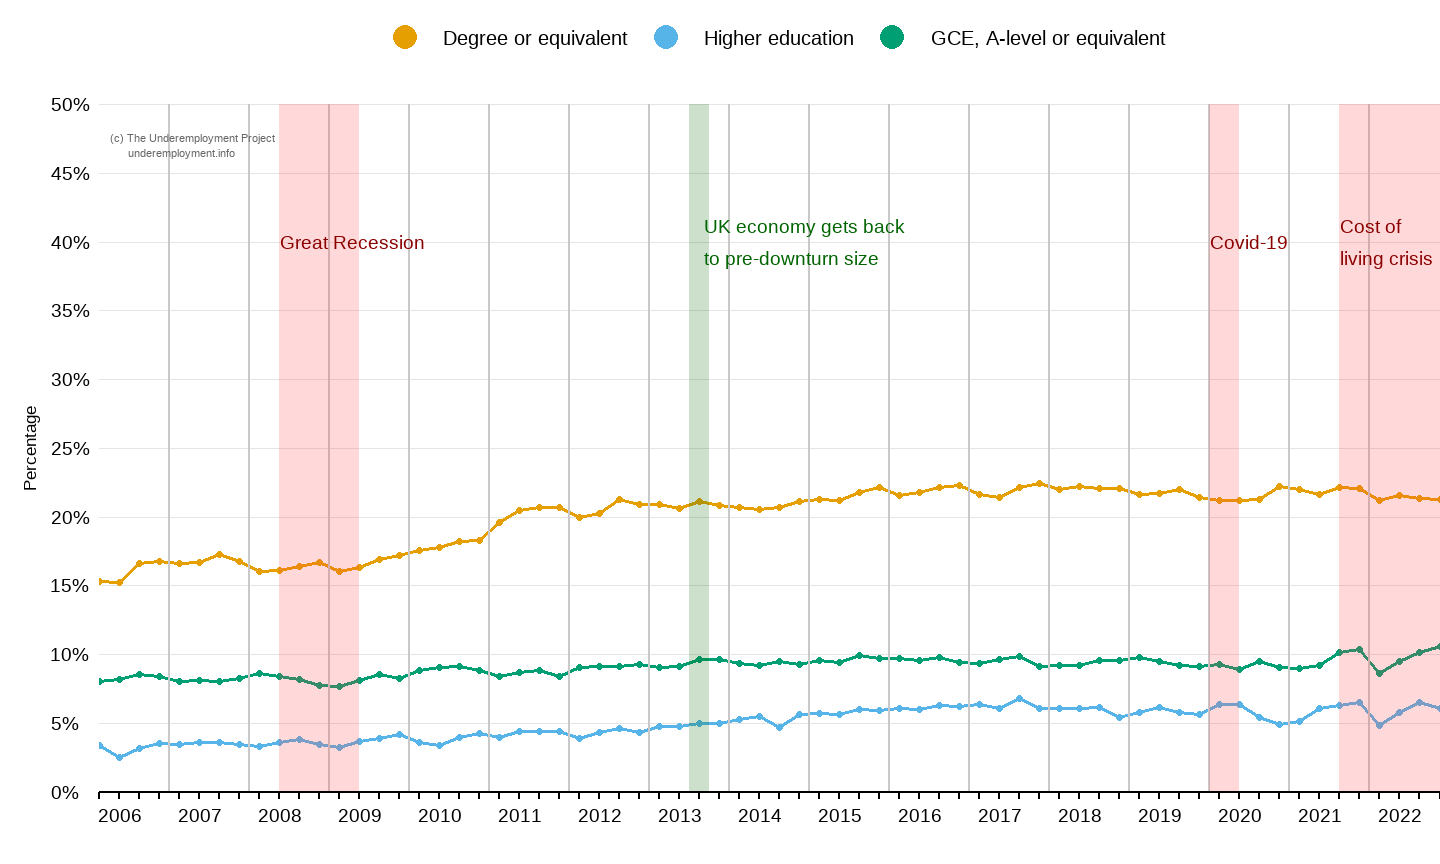 Degree or equivalent
Higher education
GCE, A-level or equivalent
50%
(c) The Underemployment Project
underemployment.info
45%
UK economy gets back
to pre-downturn size
Great Recession
Covid-19
Cost of
living crisis
40%
35%
30%
25%
20%
15%
10%
5%
0%
Percentage
2006 2007 2008 2009 2010 2011 2012 2013 2014 2015 2016 2017 2018 2019 2020 2021 2022